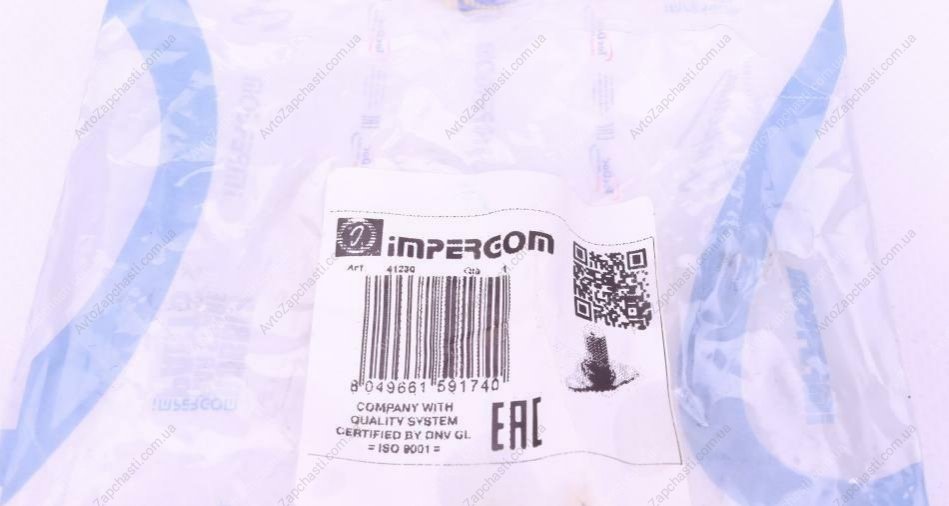 IMPERGOM
Art 41230 Qtà 1
8 049661 591740
COMPANY WITH
QUALITY SYSTEM
CERTIFIED BY DNV GL
= ISO 9001 =
EAC
AvtoZapchasti.com.ua